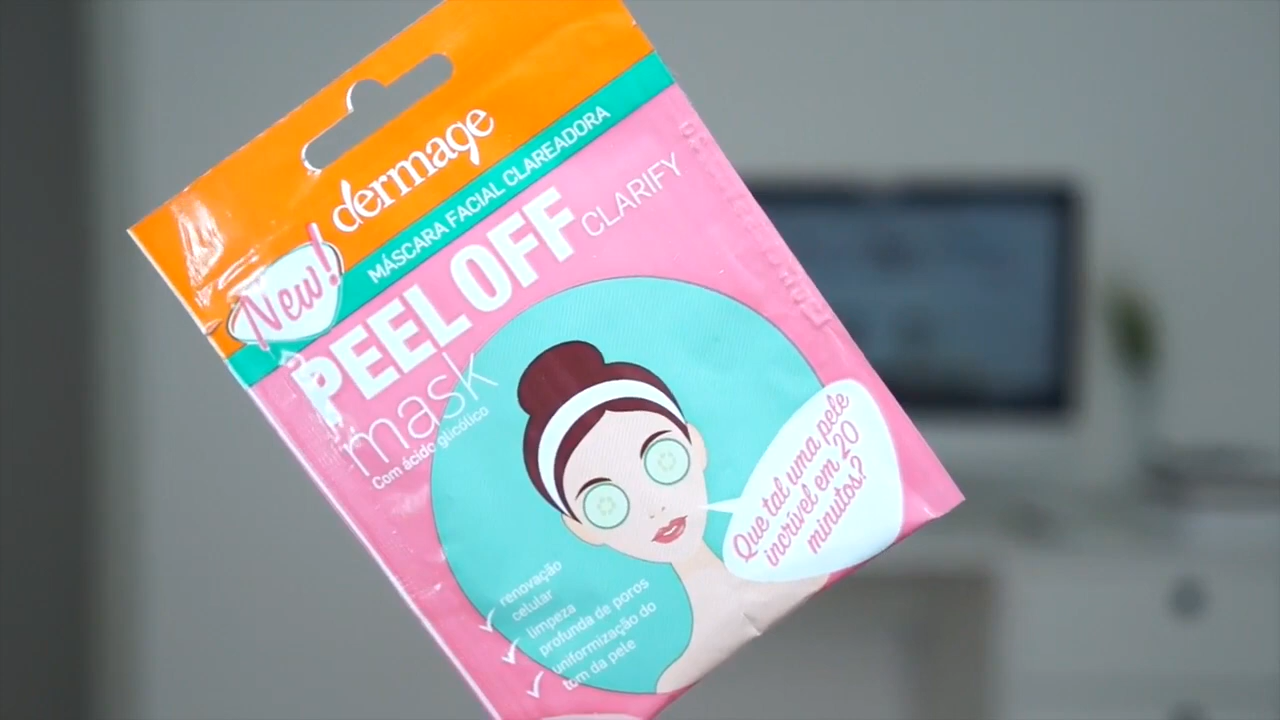 dermage
MÁSCARA FACIAL CLAREADORA
New!
PEEL OFF CLARIFY
mask
Com ácido glicólico
Que tal uma pele
incrível em 20
minutos?
renovação
celular
limpeza
profunda de poros
uniformização do
tom da pele